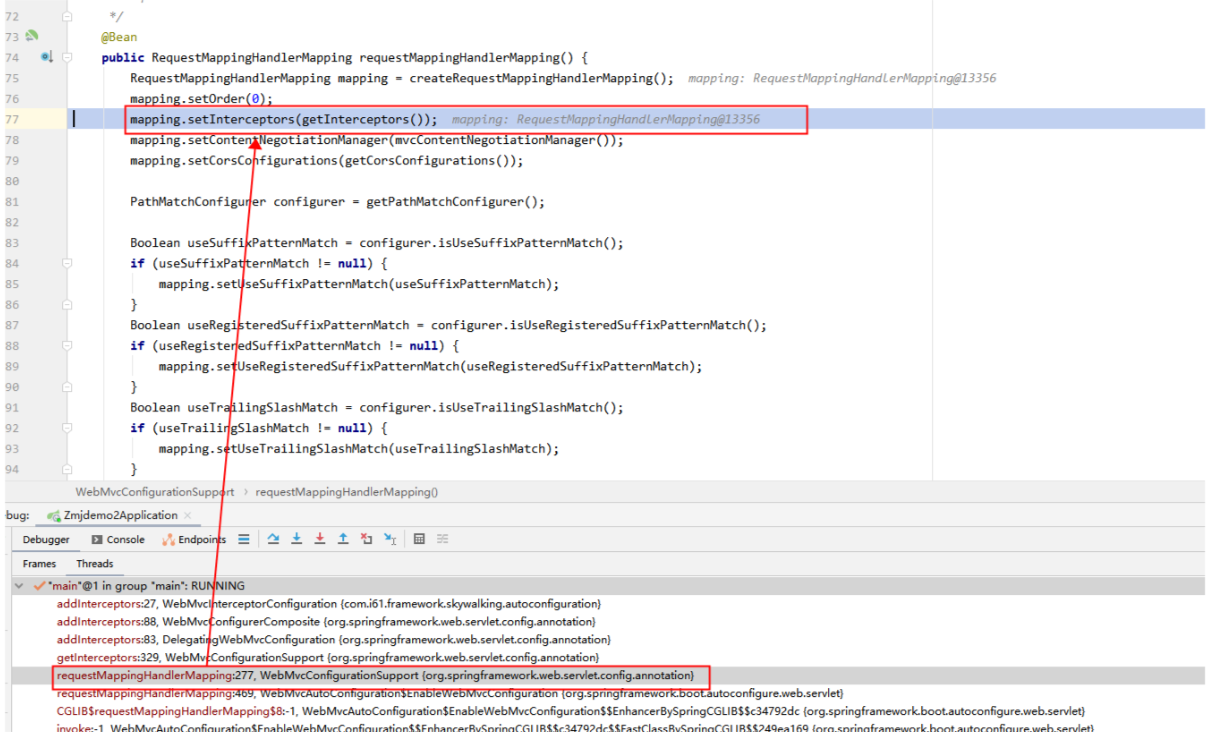 72 */
73 @Bean
74 public RequestMappingHandlerMapping requestMappingHandlerMapping() {
75 RequestMappingHandlerMapping mapping = createRequestMappingHandlerMapping(); mapping: RequestMappingHandlerMapping@13356
76 mapping.setOrder(0);
77 mapping.setInterceptors(getInterceptors()); mapping: RequestMappingHandlerMapping@13356
78 mapping.setContentNegotiationManager(mvcContentNegotiationManager());
79 mapping.setCorsConfigurations(getCorsConfigurations());
80
81 PathMatchConfigurer configurer = getPathMatchConfigurer();
82
83 Boolean useSuffixPatternMatch = configurer.isUseSuffixPatternMatch();
84 if (useSuffixPatternMatch != null) {
85 mapping.setUseSuffixPatternMatch(useSuffixPatternMatch);
86 }
87 Boolean useRegisteredSuffixPatternMatch = configurer.isUseRegisteredSuffixPatternMatch();
88 if (useRegisteredSuffixPatternMatch != null) {
89 mapping.setUseRegisteredSuffixPatternMatch(useRegisteredSuffixPatternMatch);
90 }
91 Boolean useTrailingSlashMatch = configurer.isUseTrailingSlashMatch();
92 if (useTrailingSlashMatch != null) {
93 mapping.setUseTrailingSlashMatch(useTrailingSlashMatch);
94 }
WebMvcConfigurationSupport › requestMappingHandlerMapping()
bug: Zmjdemo2Application ×
Debugger Console Endpoints
Frames Threads
"main"@1 in group "main": RUNNING
addInterceptors:27, WebMvcInterceptorConfiguration {com.i61.framework.skywalking.autoconfiguration}
addInterceptors:88, WebMvcConfigurerComposite {org.springframework.web.servlet.config.annotation}
addInterceptors:83, DelegatingWebMvcConfiguration {org.springframework.web.servlet.config.annotation}
getInterceptors:329, WebMvcConfigurationSupport {org.springframework.web.servlet.config.annotation}
requestMappingHandlerMapping:277, WebMvcConfigurationSupport {org.springframework.web.servlet.config.annotation}
requestMappingHandlerMapping:469, WebMvcAutoConfiguration$EnableWebMvcConfiguration {org.springframework.boot.autoconfigure.web.servlet}
CGLIB$requestMappingHandlerMapping$8:-1, WebMvcAutoConfiguration$EnableWebMvcConfiguration$$EnhancerBySpringCGLIB$$c34792dc {org.springframework.boot.autoconfigure.web.servlet}
invoke:-1, WebMvcAutoConfiguration$EnableWebMvcConfiguration$$EnhancerBySpringCGLIB$$c34792dc$$FastClassBySpringCGLIB$$249ea169 {org.springframework.boot.autoconfigure.web.servlet}